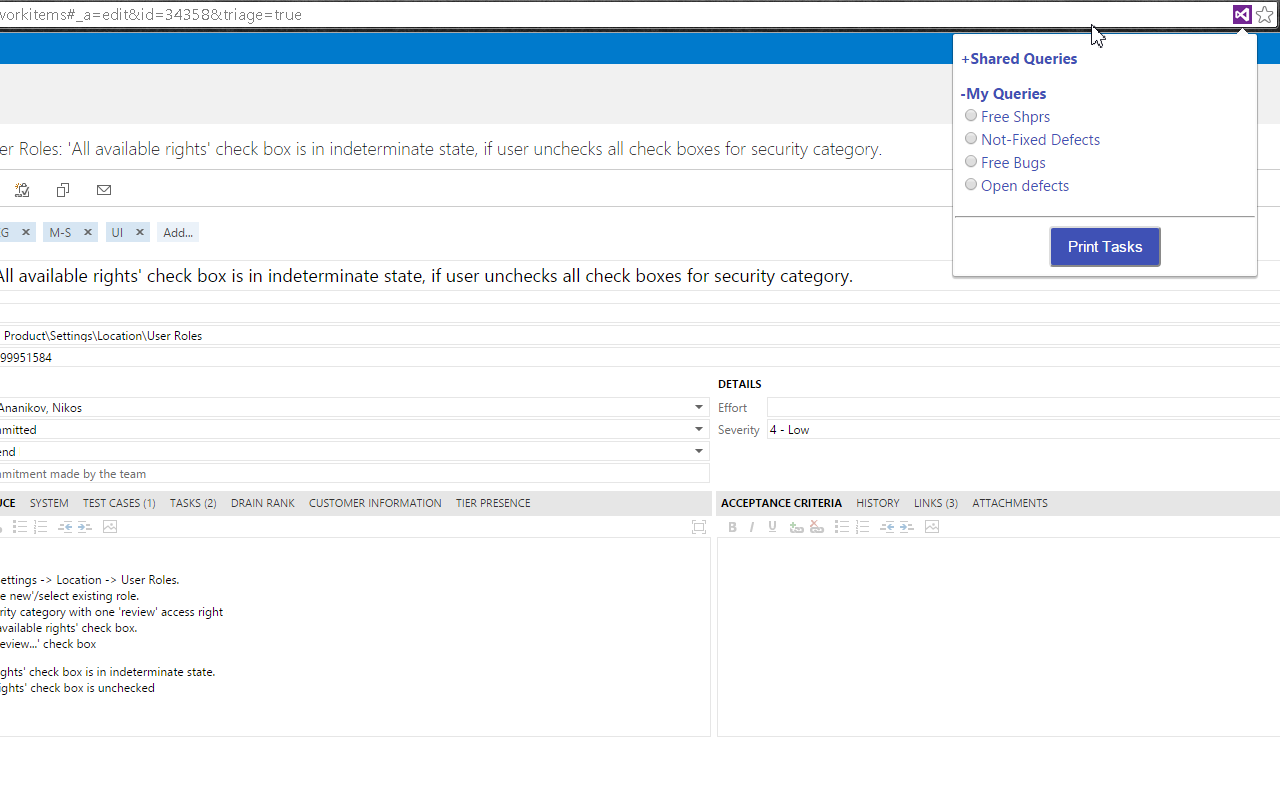 workitems#_a=edit&id=34358&triage=true
+Shared Queries
-My Queries
Free Shprs
Not-Fixed Defects
Free Bugs
Open defects
Print Tasks
er Roles: 'All available rights' check box is in indeterminate state, if user unchecks all check boxes for security category.
G × M-S × UI × Add...
All available rights' check box is in indeterminate state, if user unchecks all check boxes for security category.
Product\Settings\Location\User Roles
99951584
DETAILS
Ananikov, Nikos
Effort
mitted
Severity 4 - Low
end
mitment made by the team
UCE SYSTEM TEST CASES (1) TASKS (2) DRAIN RANK CUSTOMER INFORMATION TIER PRESENCE
ACCEPTANCE CRITERIA HISTORY LINKS (3) ATTACHMENTS
B I U
ettings -> Location -> User Roles.
e new'/select existing role.
rity category with one 'review' access right
available rights' check box.
eview...' check box
ghts' check box is in indeterminate state.
ights' check box is unchecked